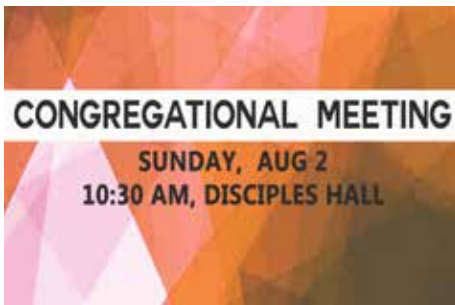 CONGREGATIONAL MEETING
SUNDAY, AUG 2
10:30 AM, DISCIPLES HALL